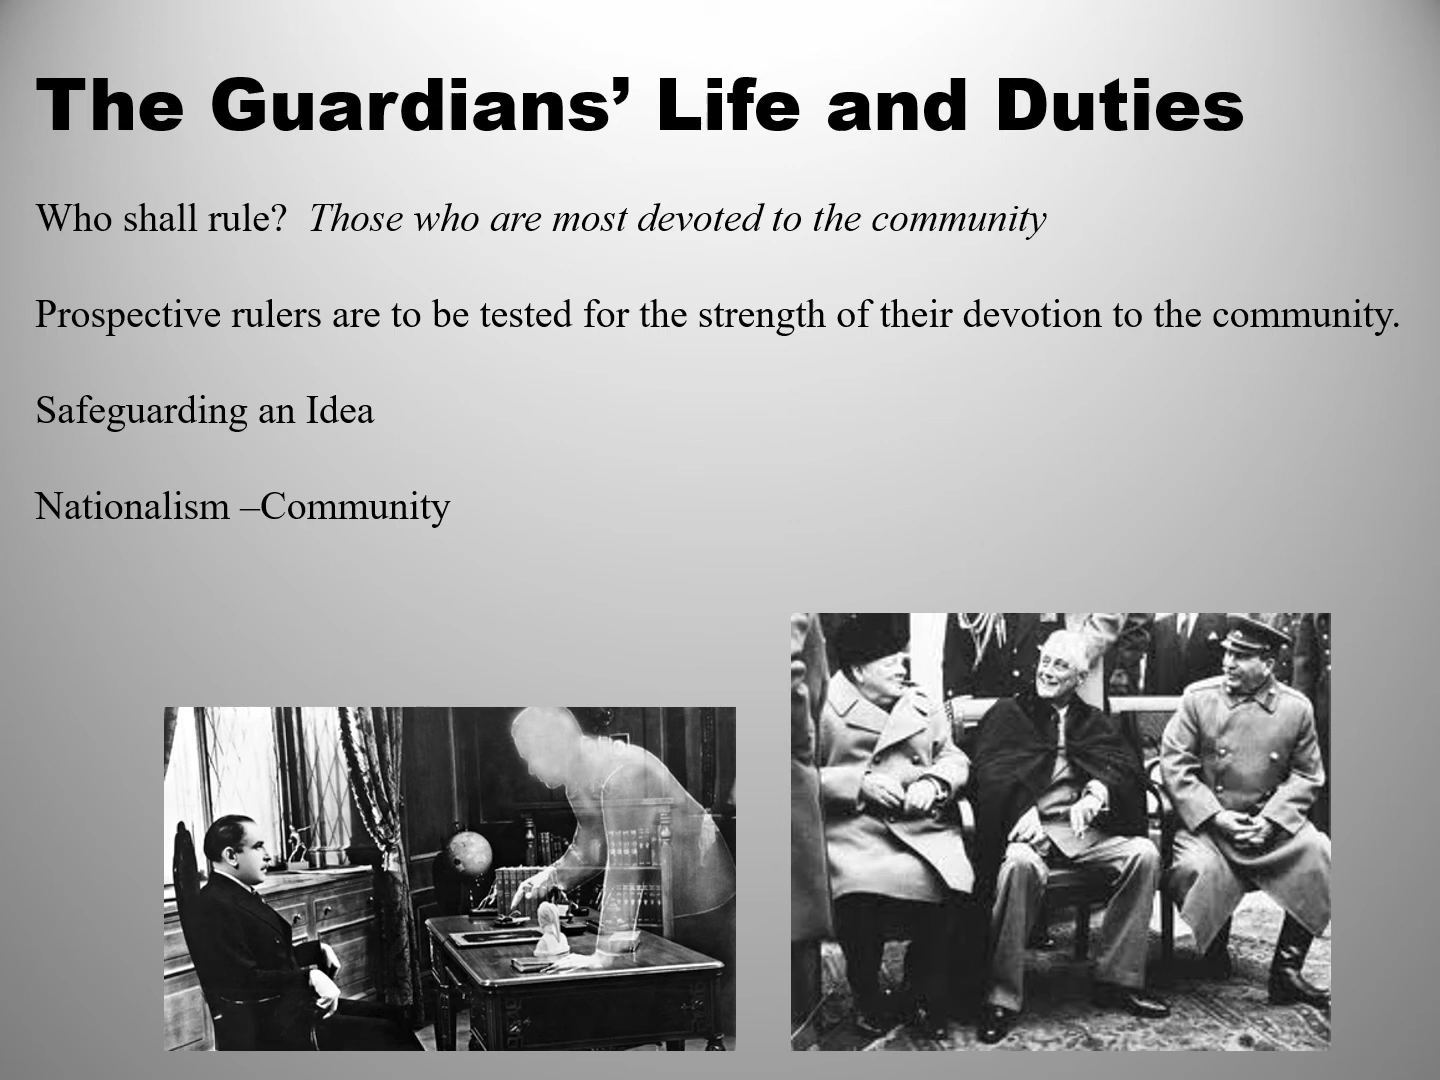 The Guardians’ Life and Duties
Who shall rule?  Those who are most devoted to the community
Prospective rulers are to be tested for the strength of their devotion to the community.
Safeguarding an Idea
Nationalism –Community